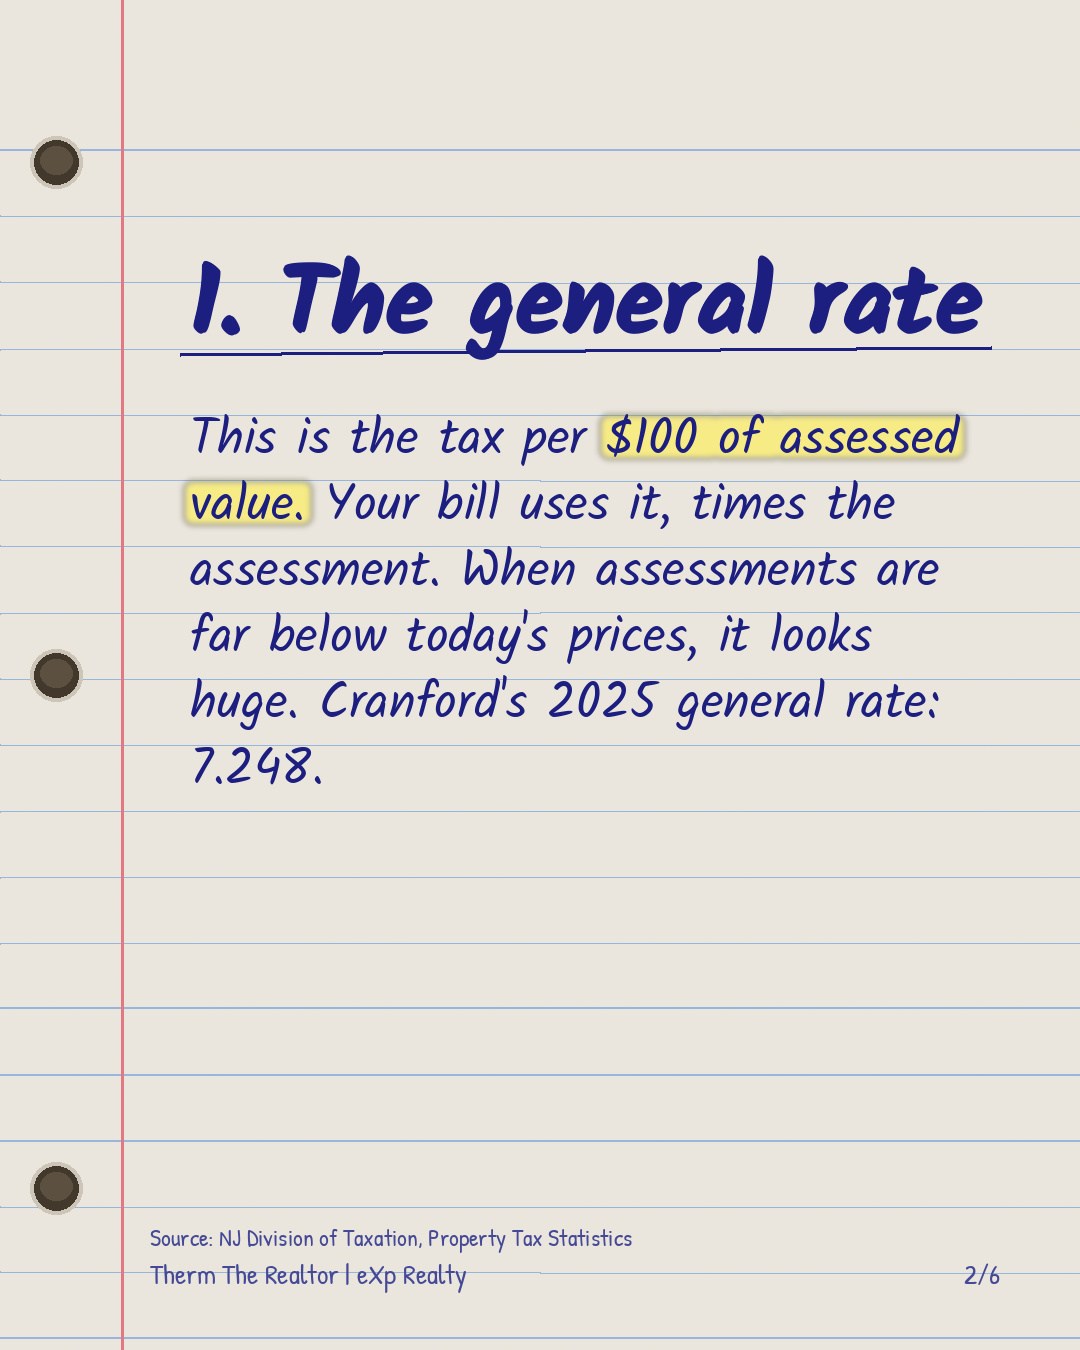 1. The general rate
This is the tax per $100 of assessed
value. Your bill uses it, times the
assessment. When assessments are
far below today's prices, it looks
huge. Cranford's 2025 general rate:
7.248.
Source: NJ Division of Taxation, Property Tax Statistics
Therm The Realtor | eXp Realty
2/6